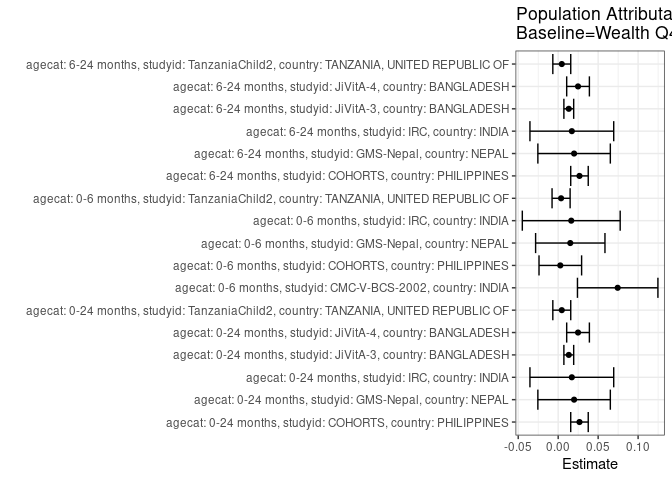 Population Attributa
Baseline=Wealth Q4
agecat: 6-24 months, studyid: TanzaniaChild2, country: TANZANIA, UNITED REPUBLIC OF
agecat: 6-24 months, studyid: JiVitA-4, country: BANGLADESH
agecat: 6-24 months, studyid: JiVitA-3, country: BANGLADESH
agecat: 6-24 months, studyid: IRC, country: INDIA
agecat: 6-24 months, studyid: GMS-Nepal, country: NEPAL
agecat: 6-24 months, studyid: COHORTS, country: PHILIPPINES
agecat: 0-6 months, studyid: TanzaniaChild2, country: TANZANIA, UNITED REPUBLIC OF
agecat: 0-6 months, studyid: IRC, country: INDIA
agecat: 0-6 months, studyid: GMS-Nepal, country: NEPAL
agecat: 0-6 months, studyid: COHORTS, country: PHILIPPINES
agecat: 0-6 months, studyid: CMC-V-BCS-2002, country: INDIA
agecat: 0-24 months, studyid: TanzaniaChild2, country: TANZANIA, UNITED REPUBLIC OF
agecat: 0-24 months, studyid: JiVitA-4, country: BANGLADESH
agecat: 0-24 months, studyid: JiVitA-3, country: BANGLADESH
agecat: 0-24 months, studyid: IRC, country: INDIA
agecat: 0-24 months, studyid: GMS-Nepal, country: NEPAL
agecat: 0-24 months, studyid: COHORTS, country: PHILIPPINES
-0.05 0.00 0.05 0.10
Estimate